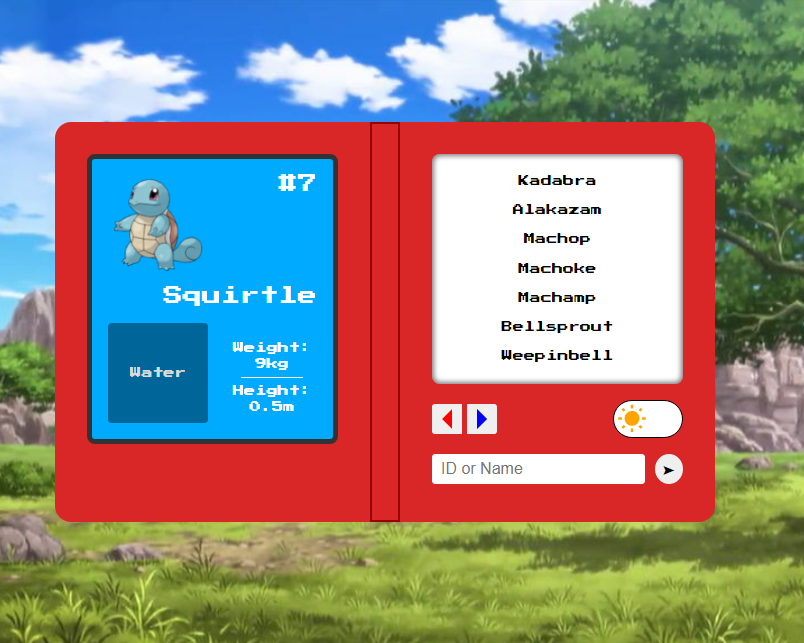 #7
Squirtle
Water
Weight:
9kg
Height:
0.5m
Kadabra
Alakazam
Machop
Machoke
Machamp
Bellsprout
Weepinbell
ID or Name